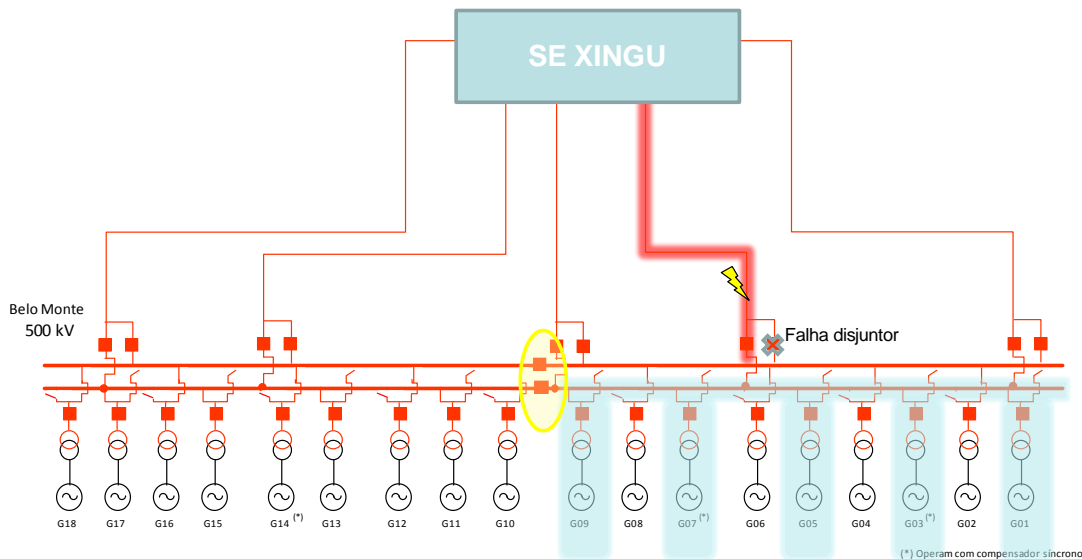 SE XINGU
Belo Monte
500 kV
Falha disjuntor
G18 G17 G16 G15 G14 (*) G13 G12 G11 G10 G09 G08 G07 (*) G06 G05 G04 G03 (*) G02 G01
(*) Operam com compensador síncrono